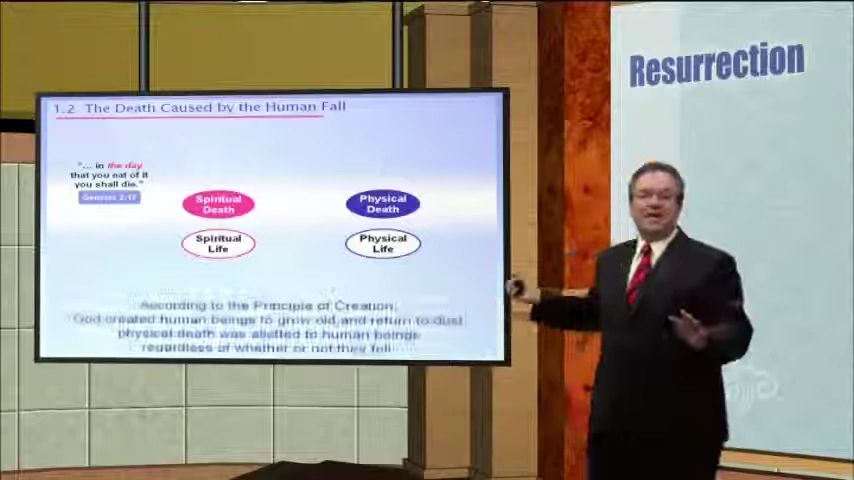 Resurrection
1.2 The Death Caused by the Human Fall
"... in the day
that you eat of it
you shall die."
Genesis 2:17
Spiritual
Death
Physical
Death
Spiritual
Life
Physical
Life
According to the Principle of Creation,
God created human beings to grow old and return to dust
physical death was allotted to human beings
regardless of whether or not they fell